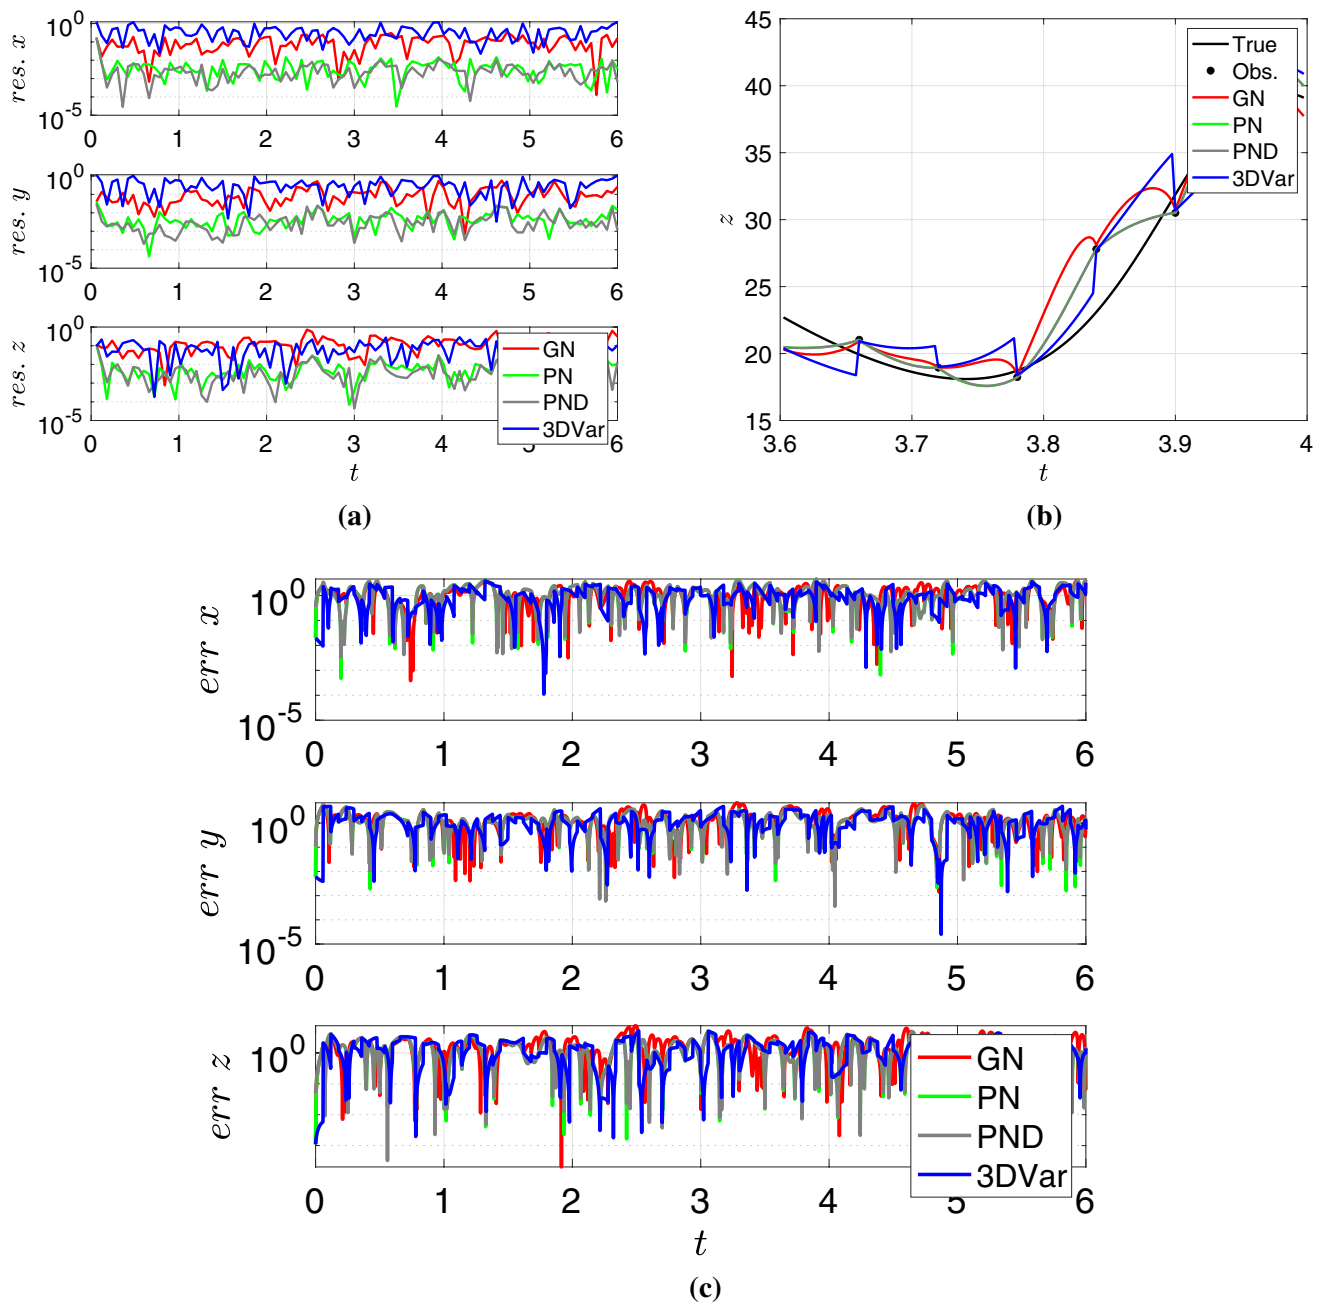 10^0
res. x
10^-5
0 1 2 3 4 5 6
10^0
res. y
10^-5
0 1 2 3 4 5 6
10^0
res. z
10^-5
GN
PN
PND
3DVar
0 1 2 3 4 5 6
t
(a)
45
40
35
30
25
20
15
z
True
Obs.
GN
PN
PND
3DVar
3.6 3.7 3.8 3.9 4
t
(b)
10^0
err x
10^-5
0 1 2 3 4 5 6
10^0
err y
10^-5
0 1 2 3 4 5 6
10^0
err z
GN
PN
PND
3DVar
0 1 2 3 4 5 6
t
(c)